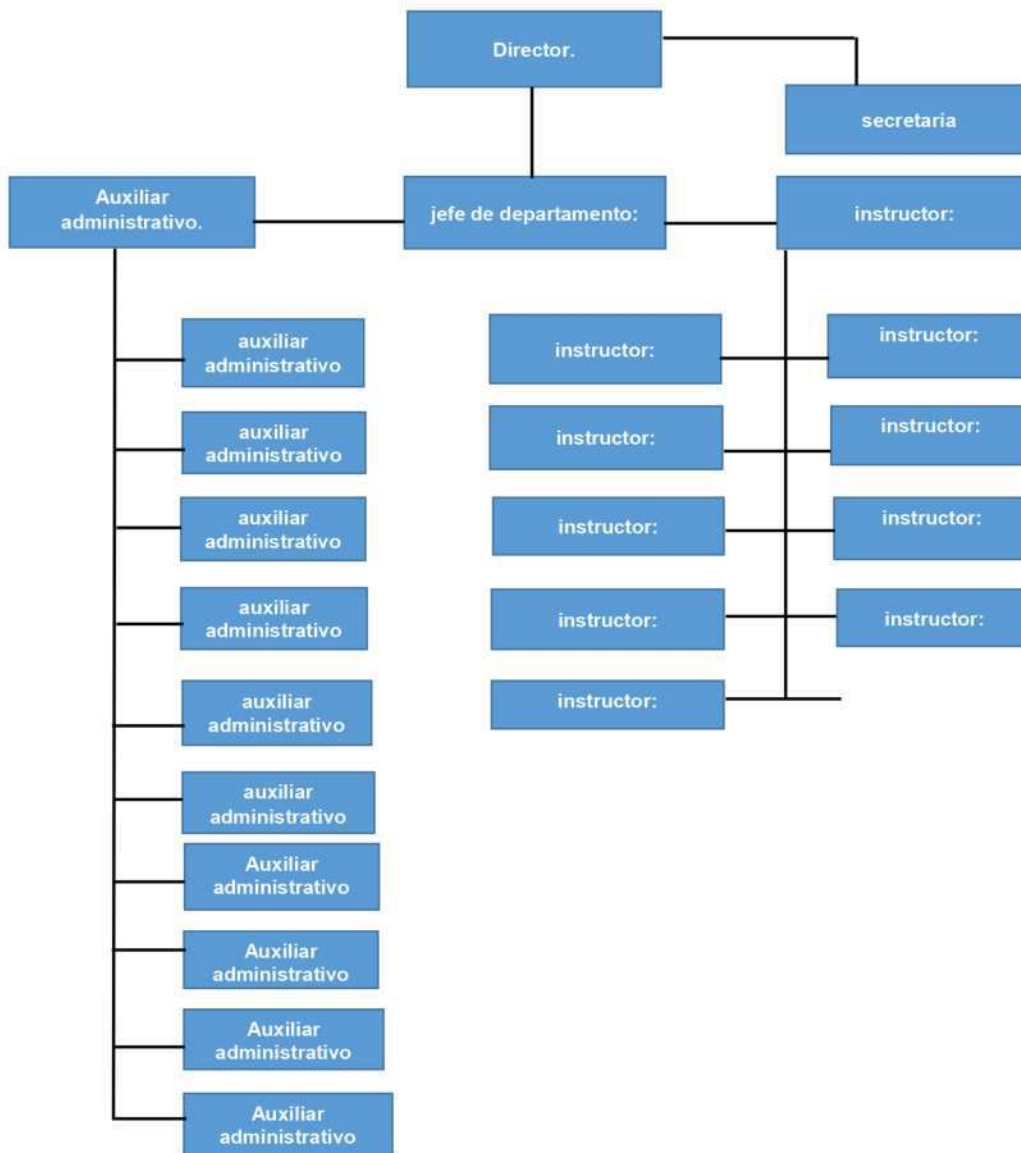 Director.
secretaria
Auxiliar
administrativo.
jefe de departamento:
instructor:
auxiliar
administrativo
instructor:
instructor:
auxiliar
administrativo
instructor:
instructor:
auxiliar
administrativo
instructor:
instructor:
auxiliar
administrativo
instructor:
instructor:
auxiliar
administrativo
instructor:
auxiliar
administrativo
Auxiliar
administrativo
Auxiliar
administrativo
Auxiliar
administrativo
Auxiliar
administrativo